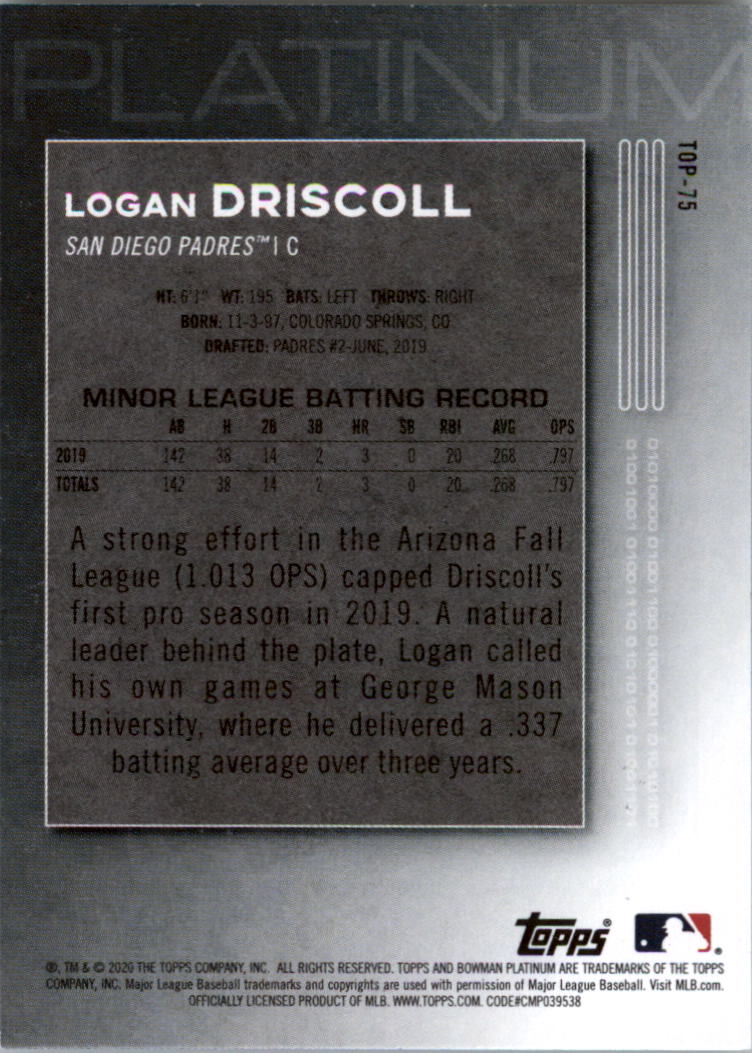 PLATINUM
LOGAN DRISCOLL
SAN DIEGO PADRES™ | C
HT: 6'1" WT: 195 BATS: LEFT THROWS: RIGHT
BORN: 11-3-97, COLORADO SPRINGS, CO
DRAFTED: PADRES #2-JUNE, 2019
MINOR LEAGUE BATTING RECORD
AB H 2B 3B HR SB RBI AVG OPS
2019 142 38 14 2 3 0 20 .268 .797
TOTALS 142 38 14 2 3 0 20 .268 .797
A strong effort in the Arizona Fall
League (1.013 OPS) capped Driscoll's
first pro season in 2019. A natural
leader behind the plate, Logan called
his own games at George Mason
University, where he delivered a .337
batting average over three years.
TOP-75
topps®
®, TM & © 2020 THE TOPPS COMPANY, INC. ALL RIGHTS RESERVED. TOPPS AND BOWMAN PLATINUM ARE TRADEMARKS OF THE TOPPS
COMPANY, INC. Major League Baseball trademarks and copyrights are used with permission of Major League Baseball. Visit MLB.com.
OFFICIALLY LICENSED PRODUCT OF MLB. WWW.TOPPS.COM. CODE#CMP039538